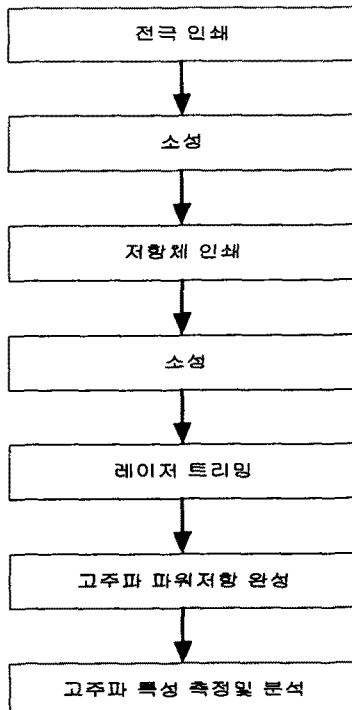 전극 인쇄
소성
저항체 인쇄
소성
레이저 트리밍
고주파 파워저항 완성
고주파 특성 측정및 분석